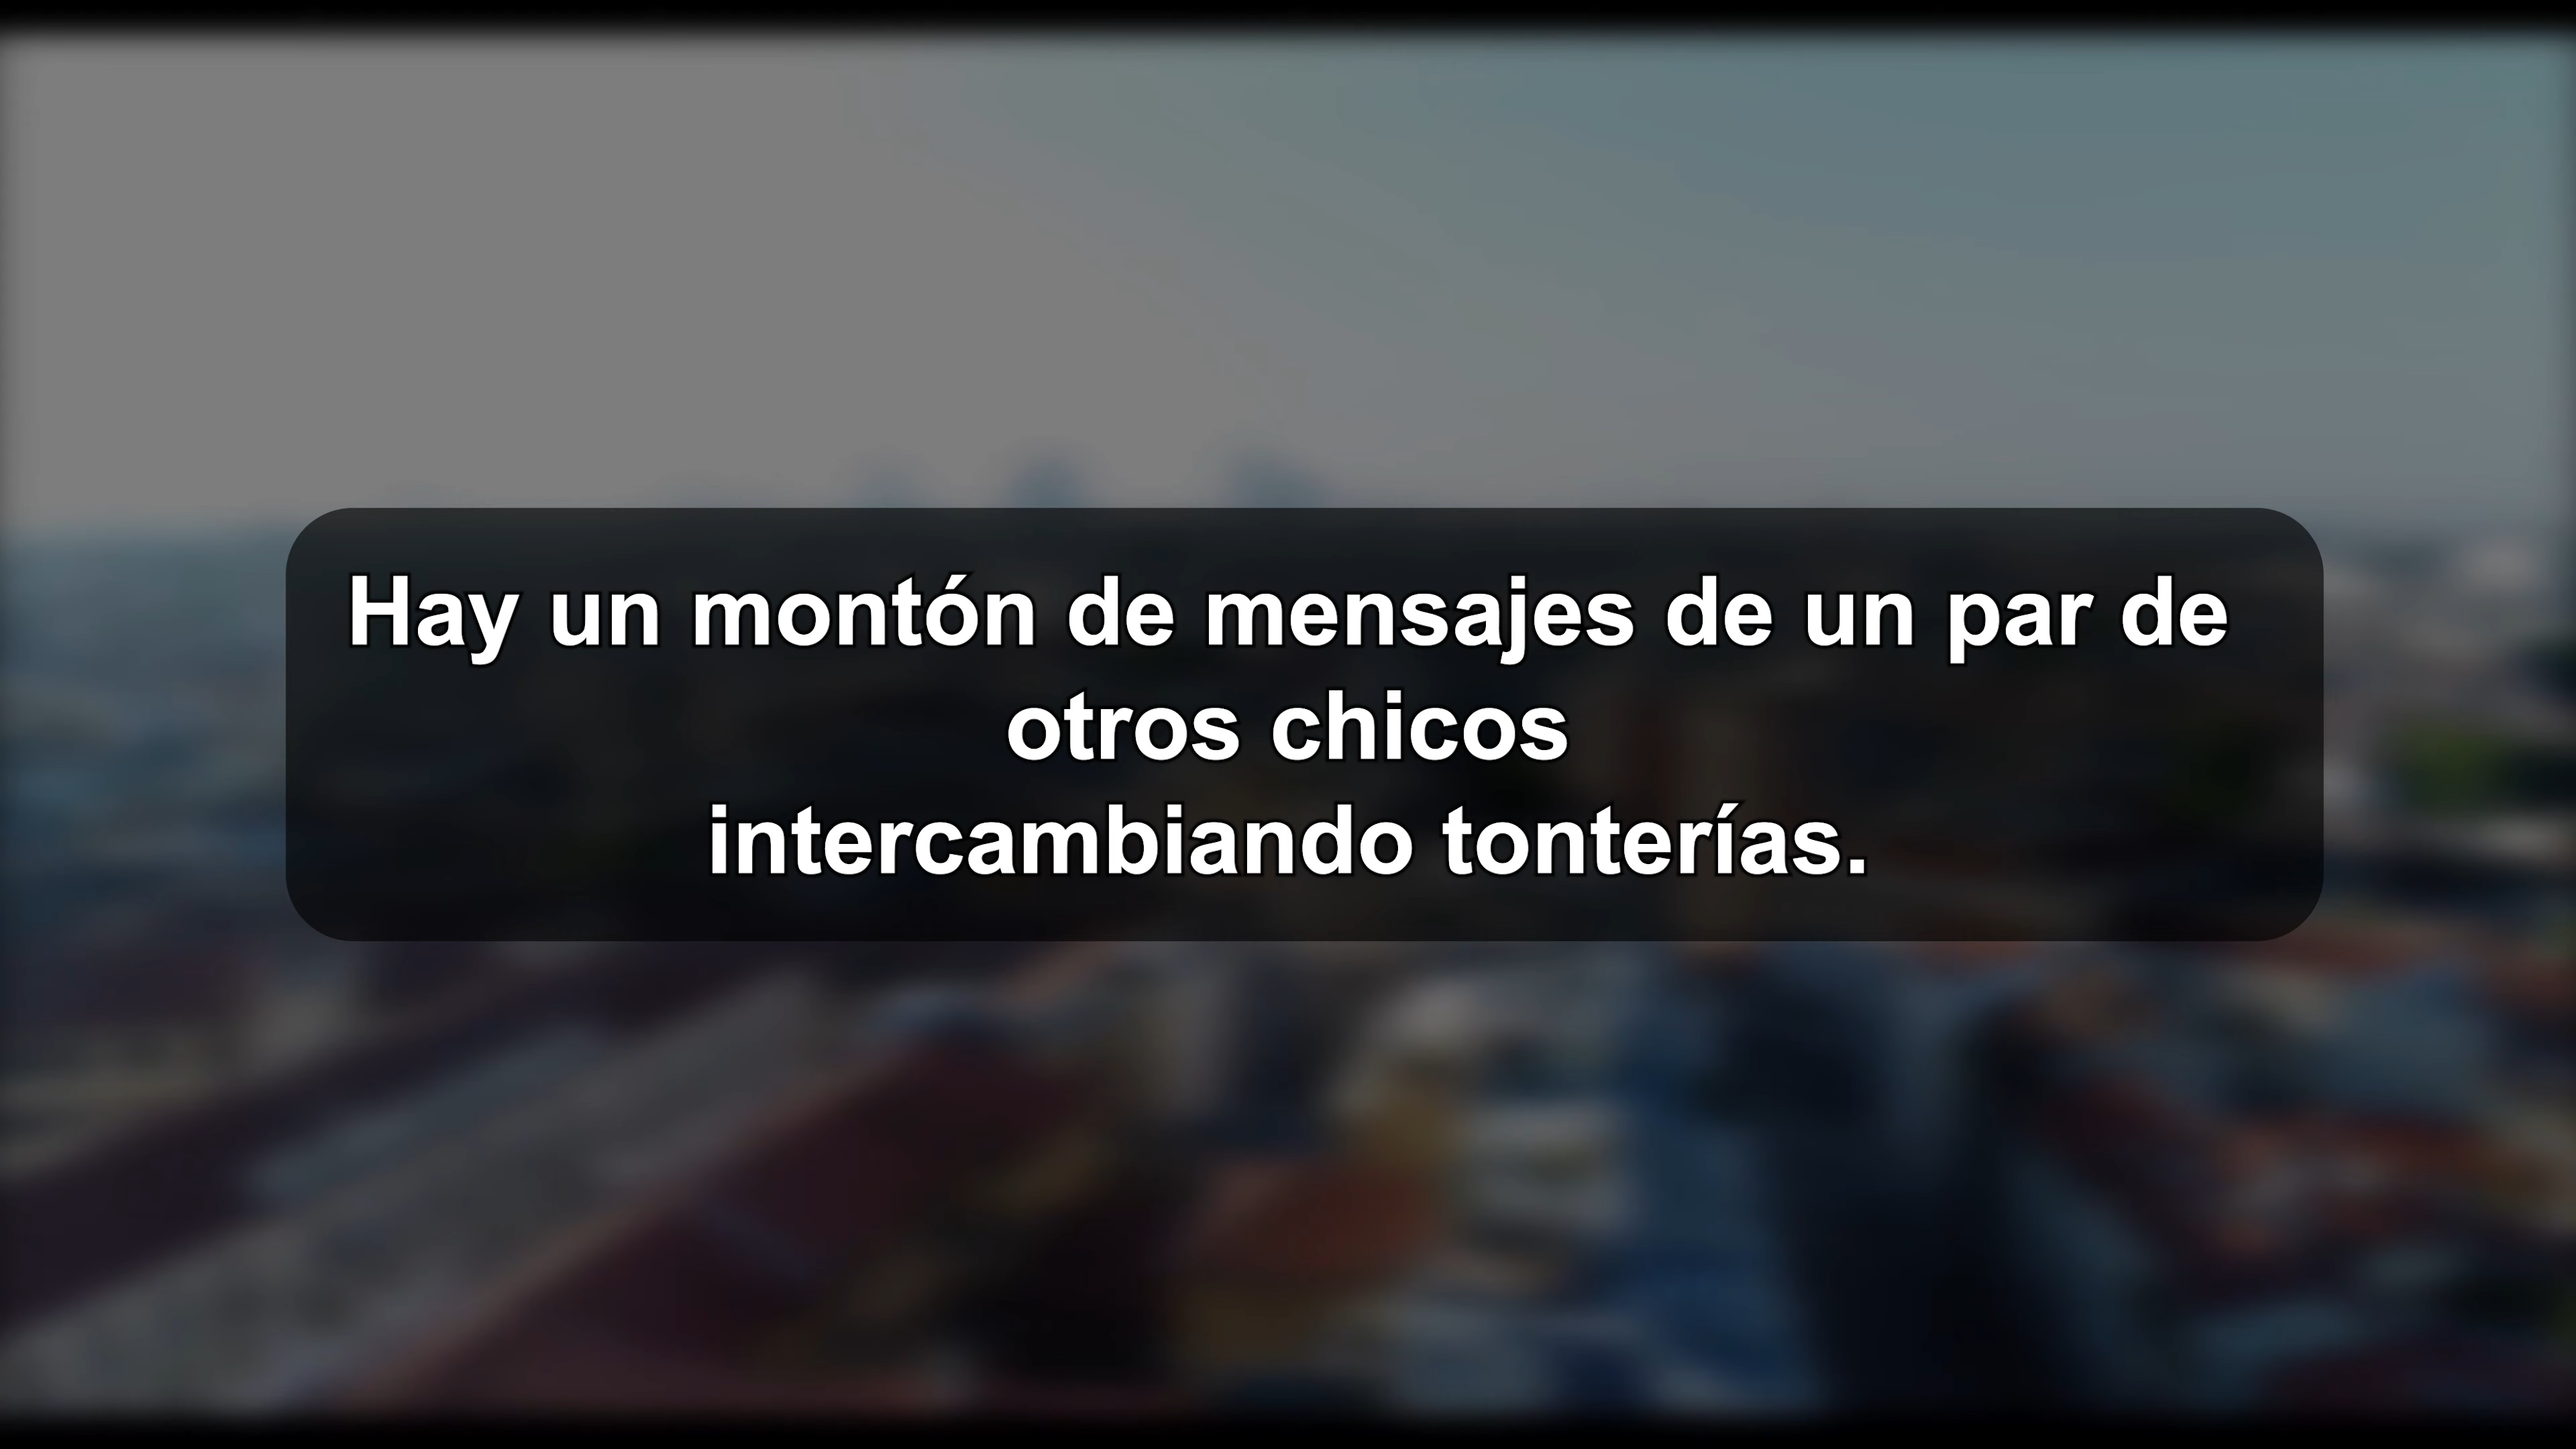 Hay un montón de mensajes de un par de
otros chicos
intercambiando tonterías.